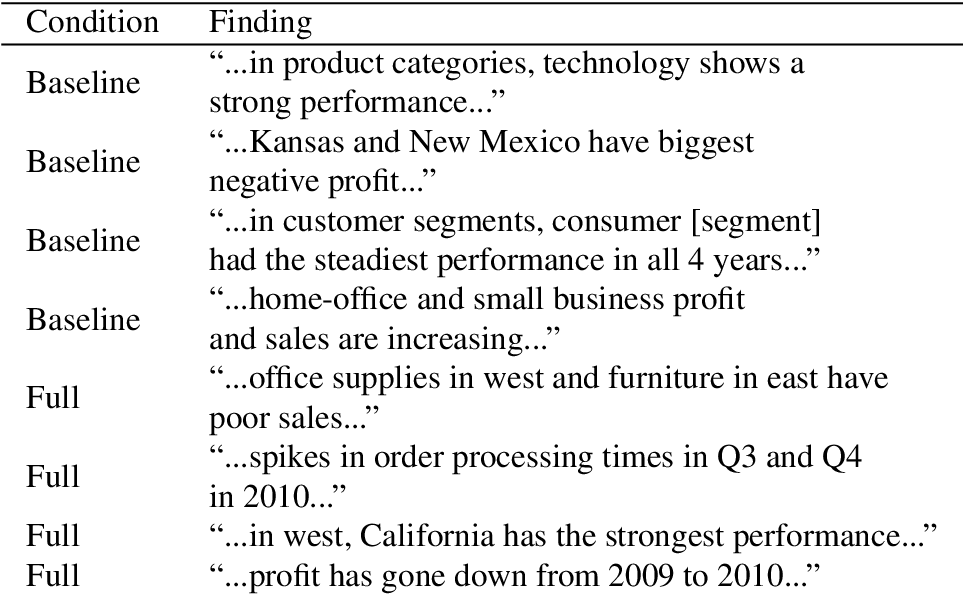 Condition Finding
“...in product categories, technology shows a
Baseline
strong performance...”
“...Kansas and New Mexico have biggest
Baseline
negative profit...”
“...in customer segments, consumer [segment]
Baseline
had the steadiest performance in all 4 years...”
“...home-office and small business profit
Baseline
and sales are increasing...”
“...office supplies in west and furniture in east have
Full
poor sales...”
“...spikes in order processing times in Q3 and Q4
Full
in 2010...”
Full “...in west, California has the strongest performance...”
Full “...profit has gone down from 2009 to 2010...”